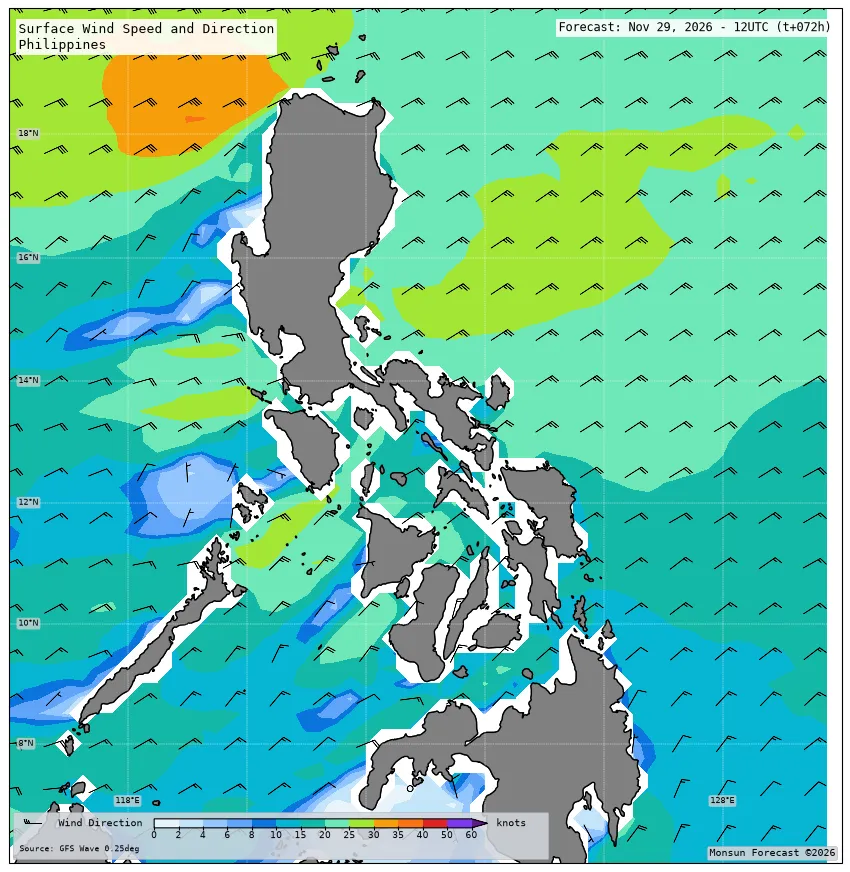 Surface Wind Speed and Direction
Philippines
Forecast: Nov 29, 2026 - 12UTC (t+072h)
18°N
16°N
14°N
12°N
10°N
8°N
118°E
128°E
Wind Direction
0 2 4 6 8 10 15 20 25 30 35 40 50 60
knots
Source: GFS Wave 0.25deg
Monsun Forecast ©2026